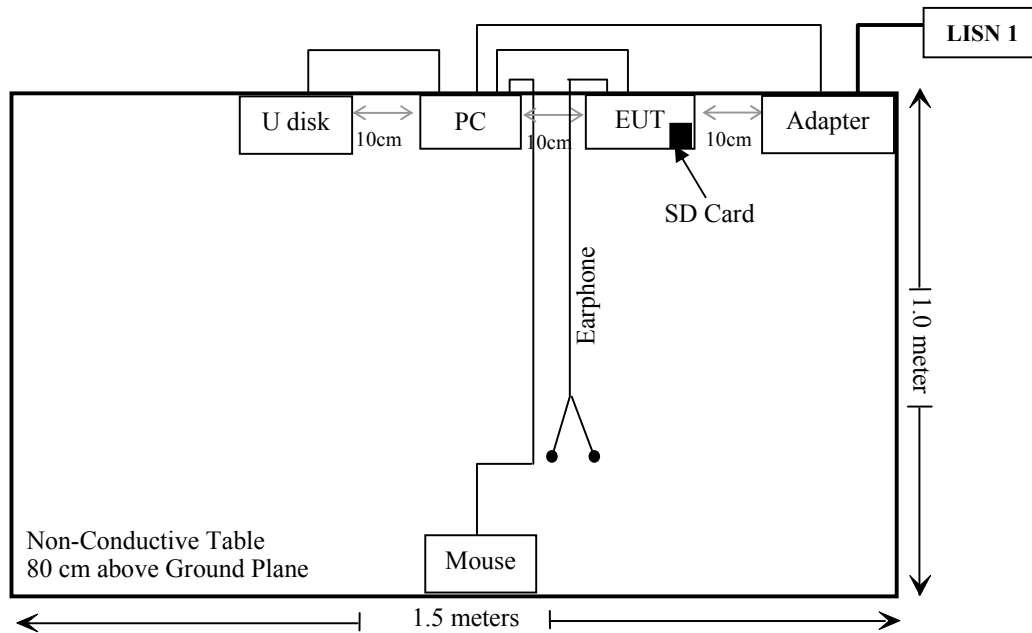 LISN 1
U disk
PC
EUT
Adapter
10cm
10cm
10cm
SD Card
Earphone
1.0 meter
Non-Conductive Table
80 cm above Ground Plane
Mouse
1.5 meters